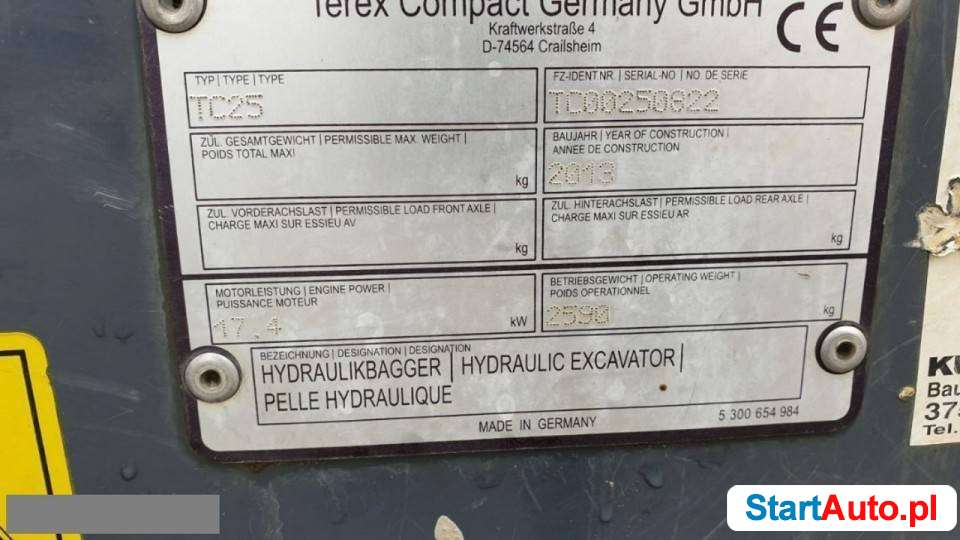 Terex Compact Germany GmbH
Kraftwerkstraße 4
D-74564 Crailsheim
CE
TYP | TYPE | TYPE
TC25
FZ-IDENT NR. | SERIAL-NO | NO. DE SERIE
TC00250822
ZÜL. GESAMTGEWICHT | PERMISSIBLE MAX. WEIGHT |
POIDS TOTAL MAXI
kg
BAUJAHR | YEAR OF CONSTRUCTION |
ANNEE DE CONSTRUCTION
2013
ZUL. VORDERACHSLAST | PERMISSIBLE LOAD FRONT AXLE |
CHARGE MAXI SUR ESSIEU AV
kg
ZUL. HINTERACHSLAST | PERMISSIBLE LOAD REAR AXLE |
CHARGE MAXI SUR ESSIEU AR
kg
MOTORLEISTUNG | ENGINE POWER |
PUISSANCE MOTEUR
17,4
kW
BETRIEBSGEWICHT | OPERATING WEIGHT |
POIDS OPERATIONNEL
2590
kg
BEZEICHNUNG | DESIGNATION | DESIGNATION
HYDRAULIKBAGGER | HYDRAULIC EXCAVATOR |
PELLE HYDRAULIQUE
MADE IN GERMANY
5 300 654 984
Bau
Tel.
StartAuto.pl